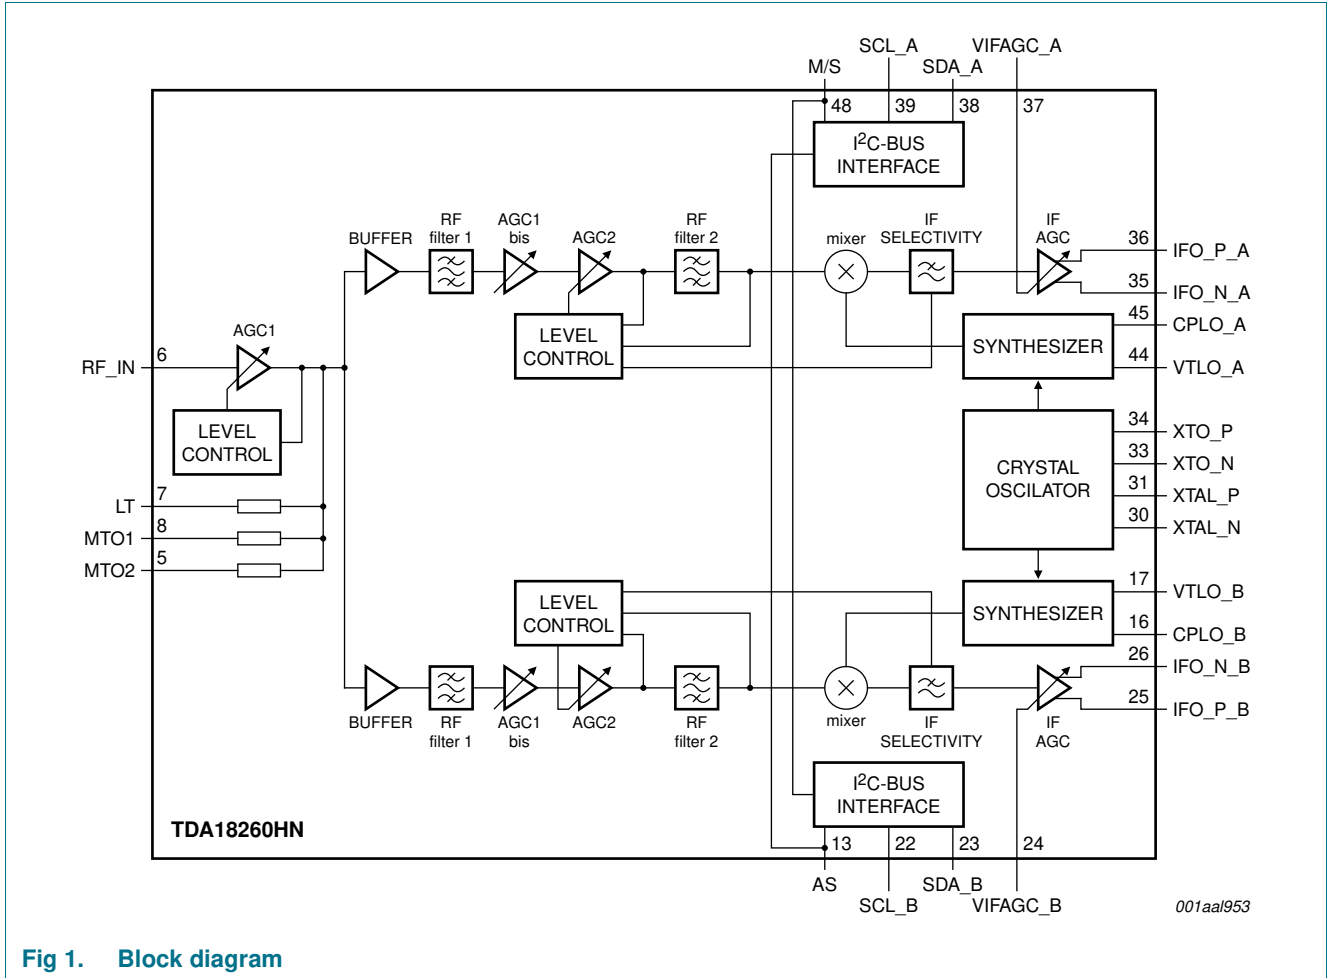 SCL_A VIFAGC_A
M/S SDA_A
48 39 38 37
I2C-BUS
INTERFACE
RF
filter 1
AGC1
bis
BUFFER
AGC2
RF
filter 2
mixer
IF
SELECTIVITY
IF
AGC
36 IFO_P_A
35 IFO_N_A
45 CPLO_A
44 VTLO_A
LEVEL
CONTROL
SYNTHESIZER
AGC1
RF_IN 6
LEVEL
CONTROL
LT 7
MTO1 8
MTO2 5
CRYSTAL
OSCILATOR
34 XTO_P
33 XTO_N
31 XTAL_P
30 XTAL_N
LEVEL
CONTROL
SYNTHESIZER
17 VTLO_B
16 CPLO_B
26 IFO_N_B
25 IFO_P_B
BUFFER
RF
filter 1
AGC1
bis
AGC2
RF
filter 2
mixer
IF
SELECTIVITY
IF
AGC
I2C-BUS
INTERFACE
TDA18260HN
13 22 23 24
AS SDA_B
SCL_B VIFAGC_B
001aal953
Fig 1. Block diagram